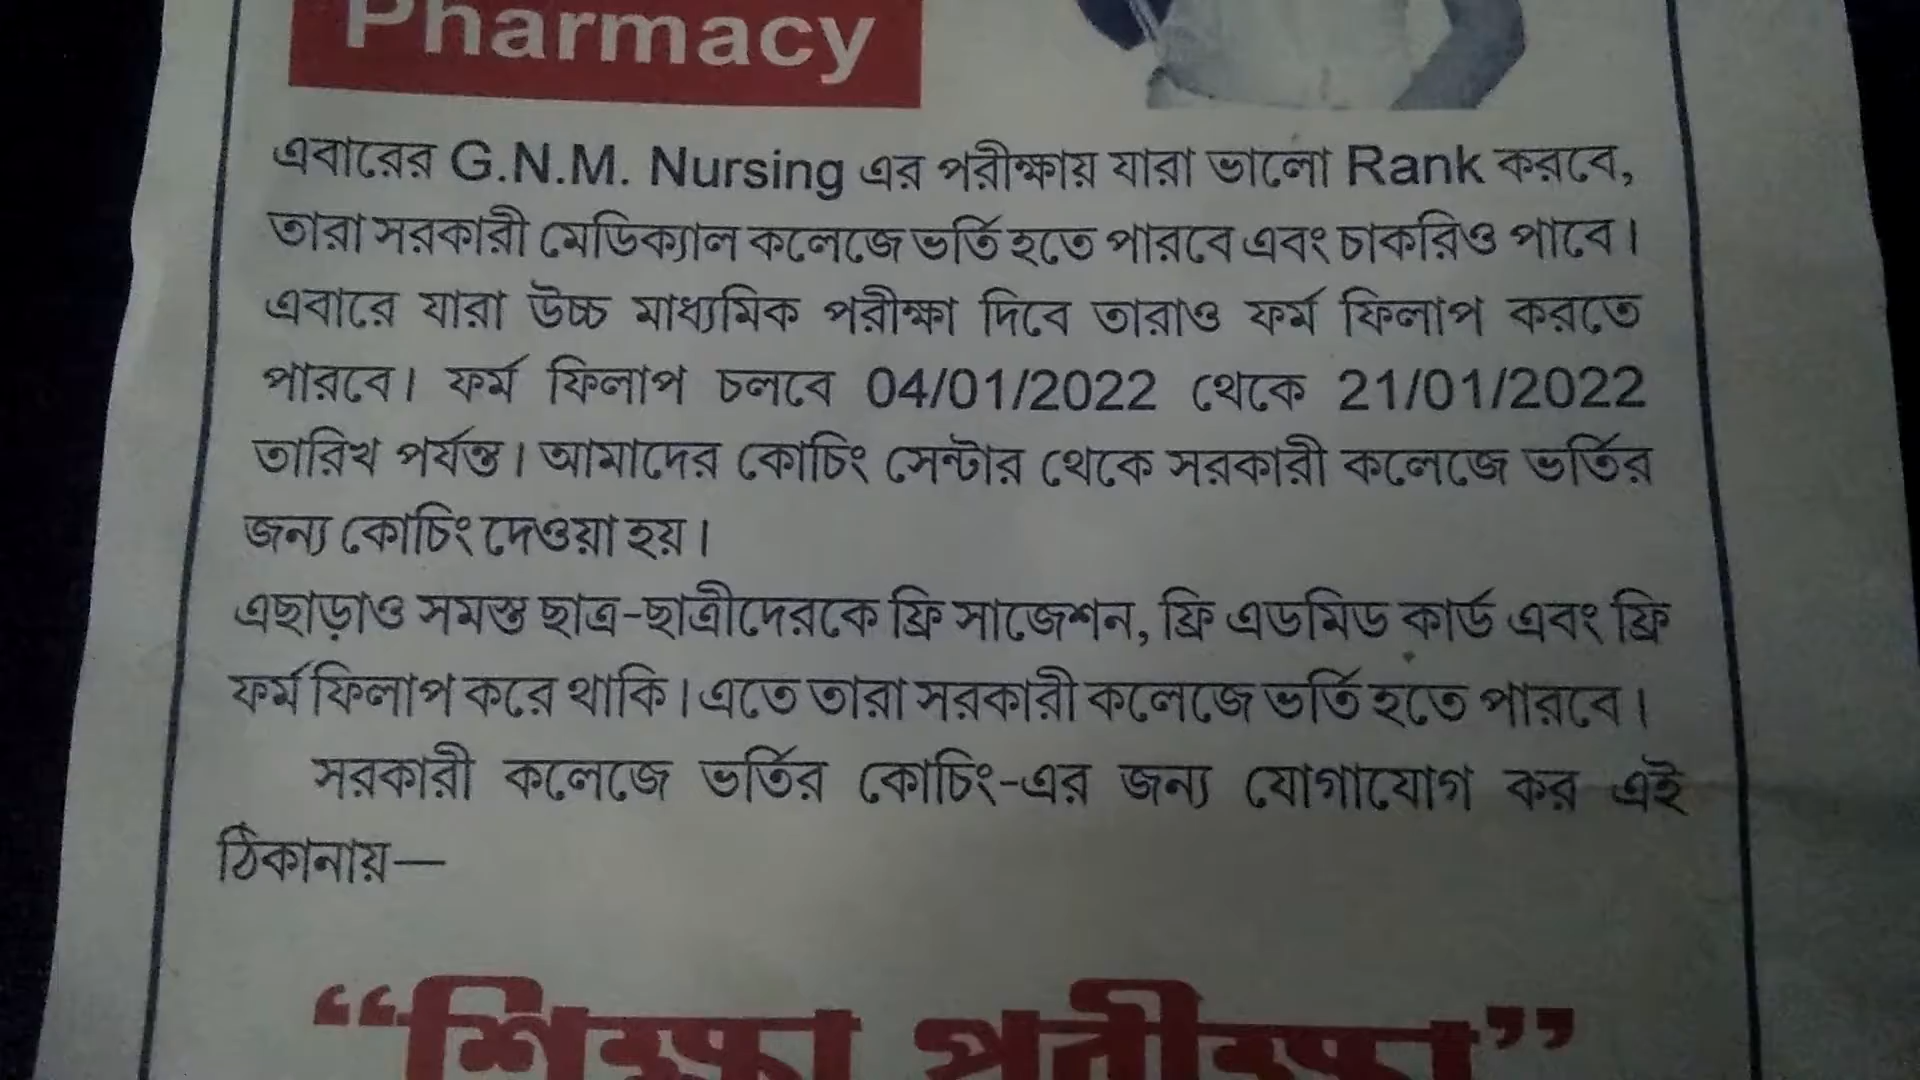 Pharmacy
এবারের G.N.M. Nursing এর পরীক্ষায় যারা ভালো Rank করবে,
তারা সরকারী মেডিক্যাল কলেজে ভর্তি হতে পারবে এবং চাকরিও পাবে।
এবারে যারা উচ্চ মাধ্যমিক পরীক্ষা দিবে তারাও ফর্ম ফিলাপ করতে
পারবে। ফর্ম ফিলাপ চলবে 04/01/2022 থেকে 21/01/2022
তারিখ পর্যন্ত। আমাদের কোচিং সেন্টার থেকে সরকারী কলেজে ভর্তির
জন্য কোচিং দেওয়া হয়।
এছাড়াও সমস্ত ছাত্র-ছাত্রীদেরকে ফ্রি সাজেশন, ফ্রি এডমিড কার্ড এবং ফ্রি
ফর্ম ফিলাপ করে থাকি। এতে তারা সরকারী কলেজে ভর্তি হতে পারবে।
সরকারী কলেজে ভর্তির কোচিং-এর জন্য যোগাযোগ কর এই
ঠিকানায়—
“শিক্ষা পরীক্ষা”